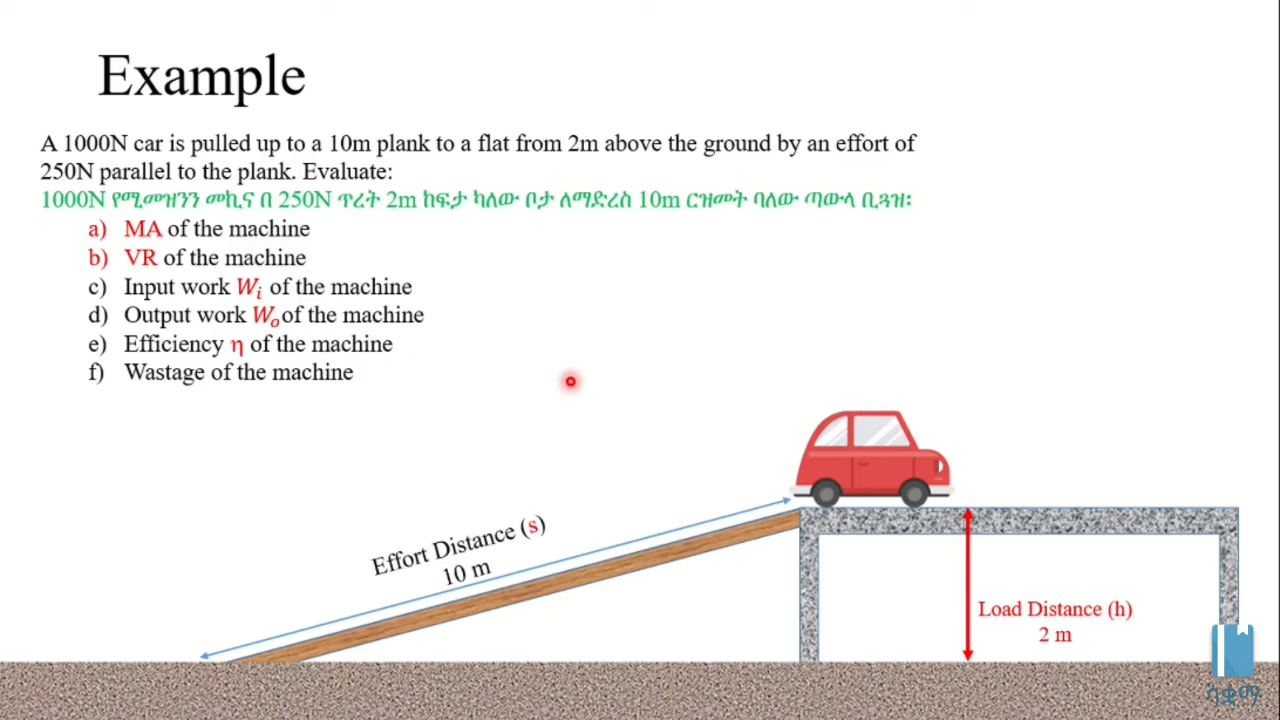 Example
A 1000N car is pulled up to a 10m plank to a flat from 2m above the ground by an effort of
250N parallel to the plank. Evaluate:
1000N የሚመዝንን መኪና በ 250N ጥረት 2m ከፍታ ካለው ቦታ ለማድረስ 10m ርዝመት ባለው ጣውላ ቢጓዝ፡
a) MA of the machine
b) VR of the machine
c) Input work Wᵢ of the machine
d) Output work Wₒ of the machine
e) Efficiency η of the machine
f) Wastage of the machine
Effort Distance (s)
10 m
Load Distance (h)
2 m